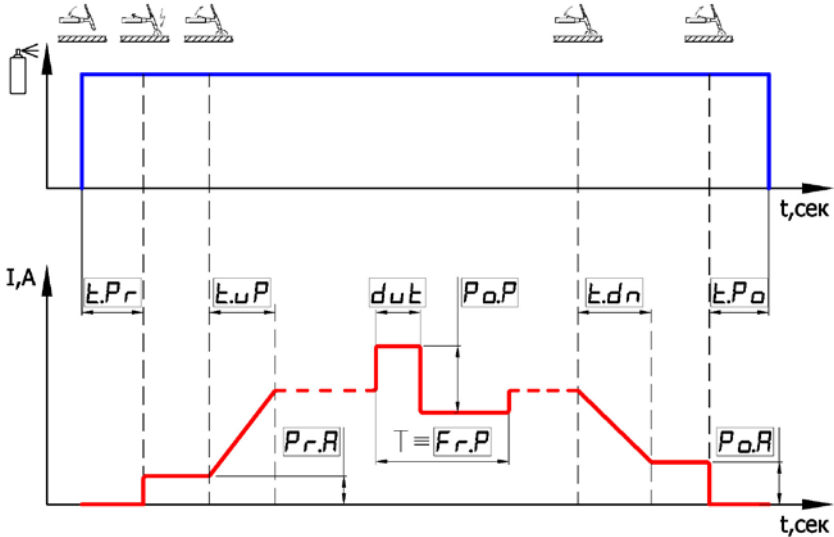 t,сек
I,A
t.Pr
t.uP
dut
Po.P
t.dn
t.Po
Pr.A
T ≡ Fr.P
Po.A
t,сек